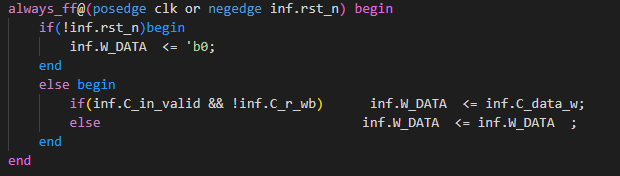 always_ff@(posedge clk or negedge inf.rst_n) begin
    if(!inf.rst_n)begin
        inf.W_DATA  <= 'b0;
    end
    else begin
        if(inf.C_in_valid && !inf.C_r_wb)      inf.W_DATA  <= inf.C_data_w;
        else                                inf.W_DATA  <= inf.W_DATA  ;
    end
end